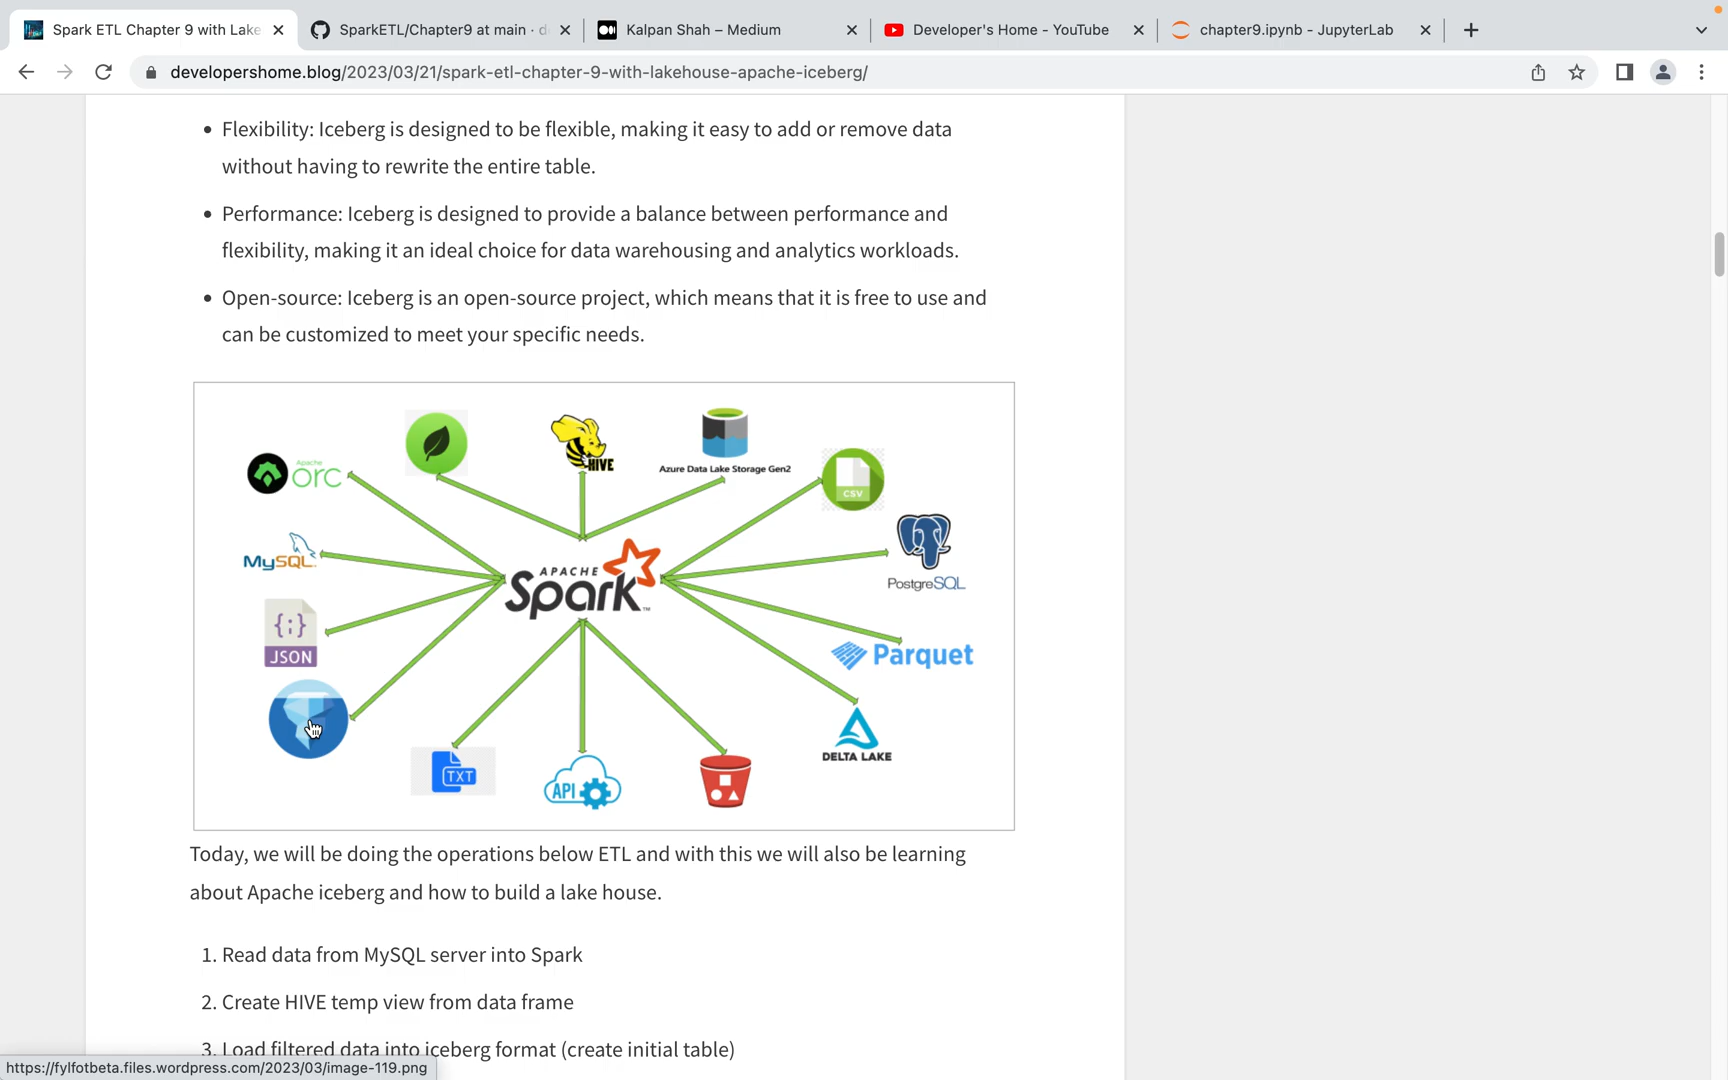 Spark ETL Chapter 9 with Lake
SparkETL/Chapter9 at main · d
Kalpan Shah – Medium
Developer's Home - YouTube
chapter9.ipynb - JupyterLab
developershome.blog/2023/03/21/spark-etl-chapter-9-with-lakehouse-apache-iceberg/
• Flexibility: Iceberg is designed to be flexible, making it easy to add or remove data
without having to rewrite the entire table.
• Performance: Iceberg is designed to provide a balance between performance and
flexibility, making it an ideal choice for data warehousing and analytics workloads.
• Open-source: Iceberg is an open-source project, which means that it is free to use and
can be customized to meet your specific needs.
Apache
orc
HIVE
Azure Data Lake Storage Gen2
CSV
MySQL
PostgreSQL
APACHE
Spark™
{;}
JSON
Parquet
DELTA LAKE
TXT
API
Today, we will be doing the operations below ETL and with this we will also be learning
about Apache iceberg and how to build a lake house.
1. Read data from MySQL server into Spark
2. Create HIVE temp view from data frame
3. Load filtered data into iceberg format (create initial table)
https://fylfotbeta.files.wordpress.com/2023/03/image-119.png